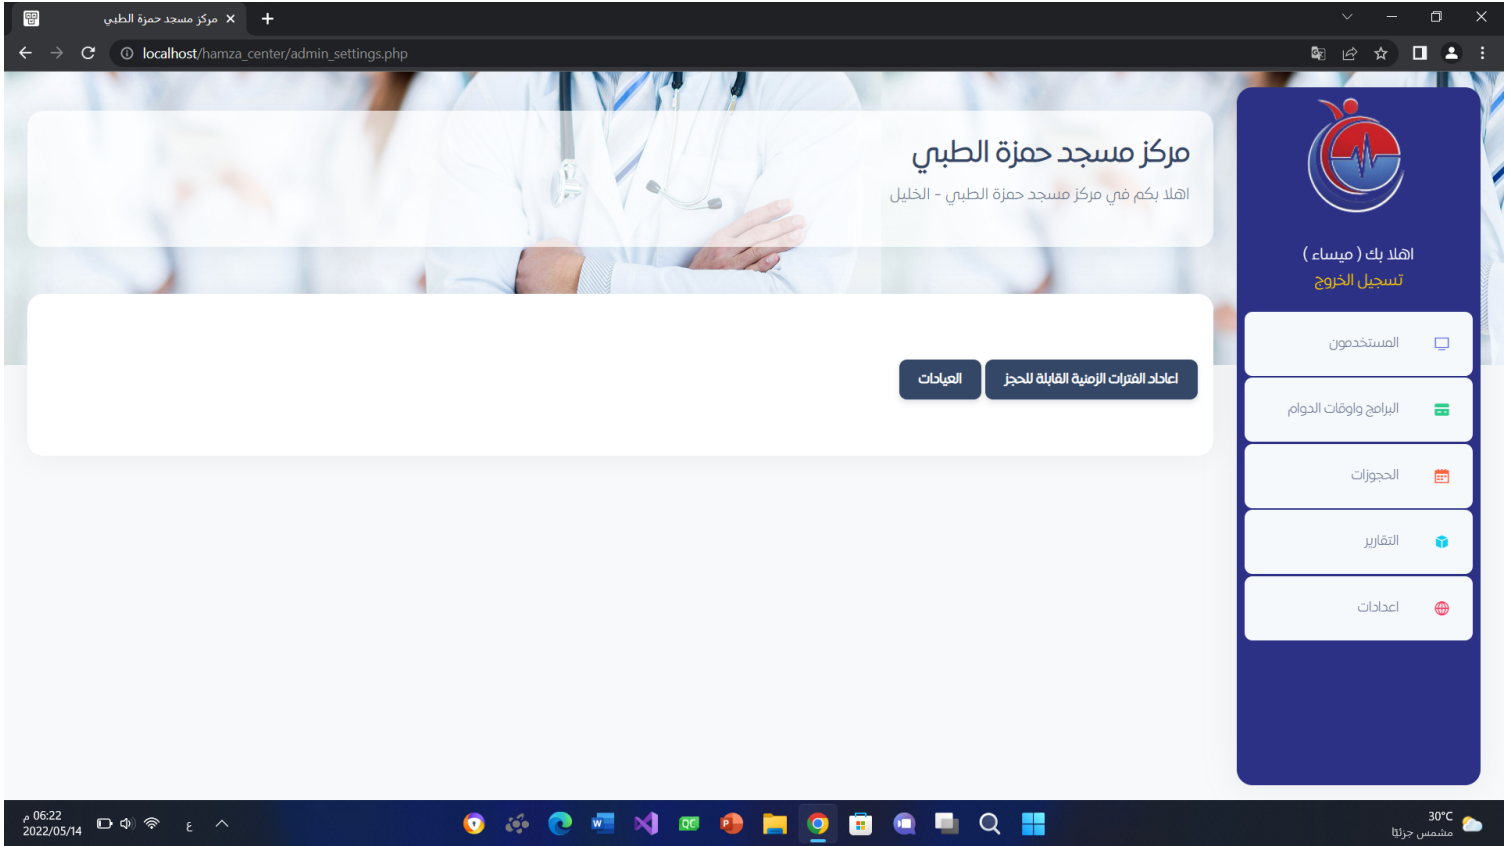 مركز مسجد حمزة الطبي
localhost/hamza_center/admin_settings.php
مركز مسجد حمزة الطبي
اهلا بكم في مركز مسجد حمزة الطبي - الخليل
اهلا بك ( ميساء )
تسجيل الخروج
المستخدمون
البرامج واوقات الدوام
الحجوزات
التقارير
اعدادات
اعاداد الفترات الزمنية القابلة للحجز
العيادات
30°C
مشمس جزئيًا
W
QC
P
ع
06:22 م
2022/05/14